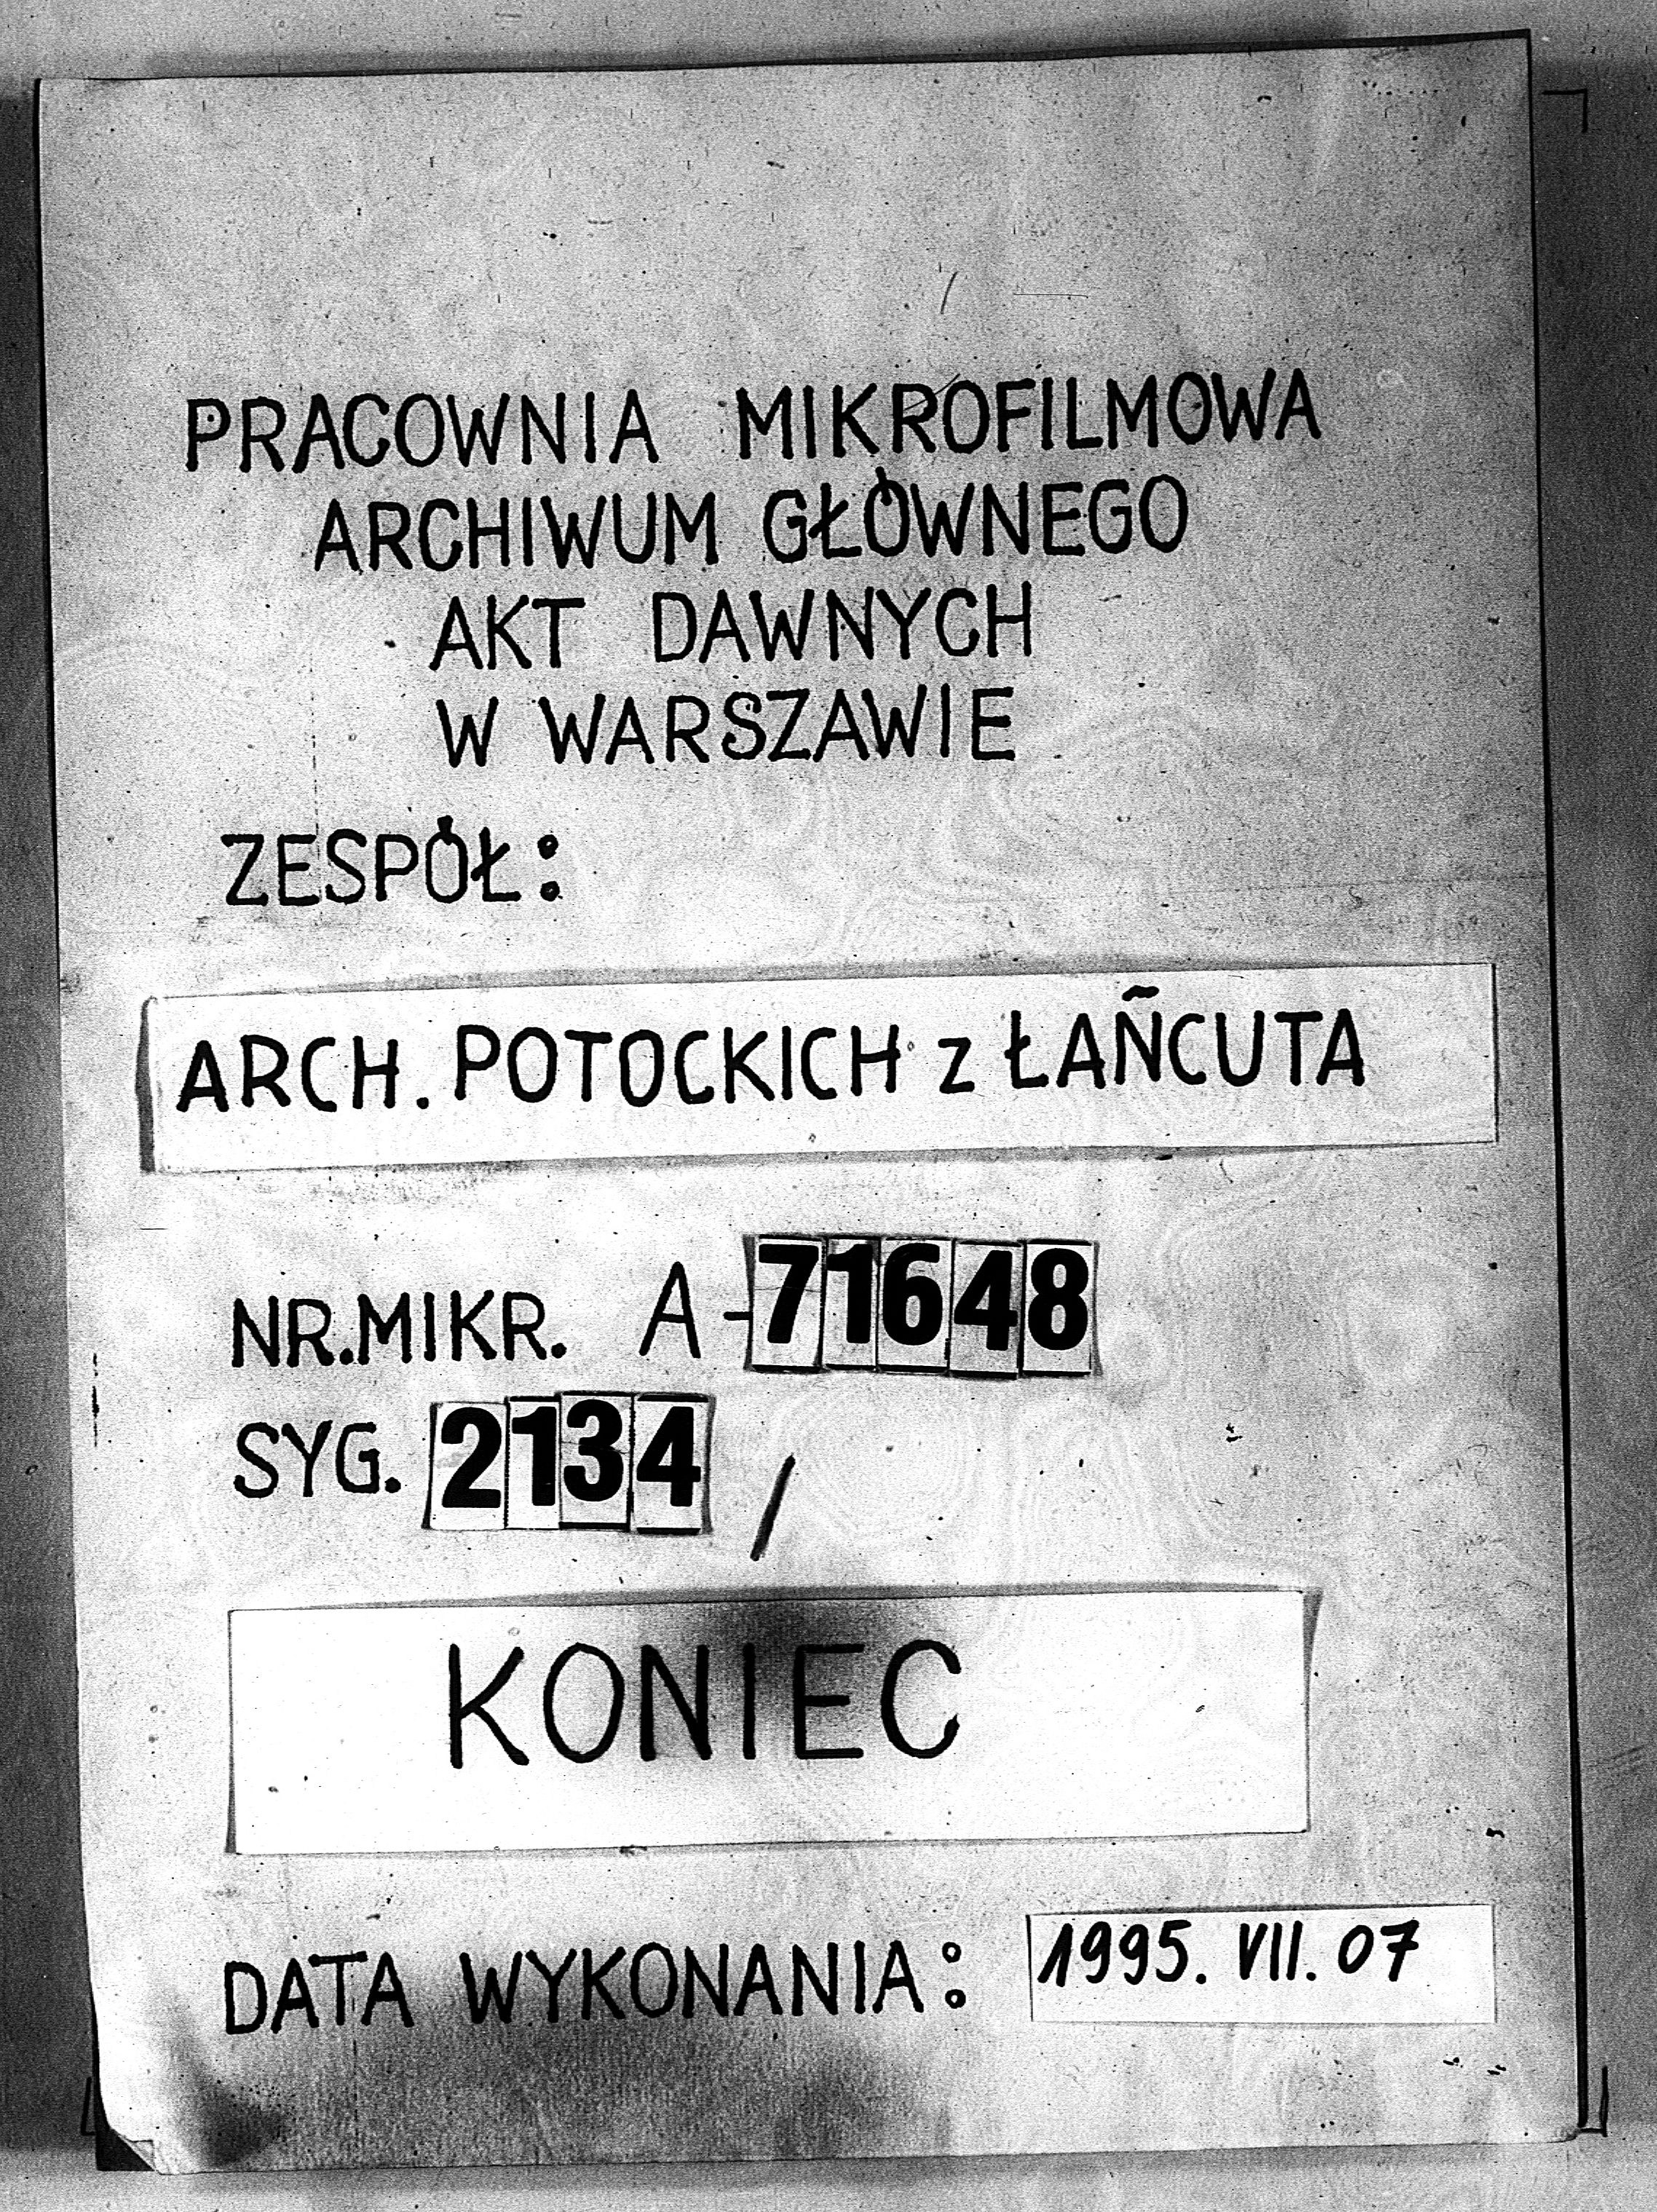 PRACOWNIA MIKROFILMOWA
ARCHIWUM GŁÓWNEGO
AKT DAWNYCH
W WARSZAWIE
ZESPÓŁ:
ARCH. POTOCKICH z ŁAŃCUTA
NR.MIKR. A-71648
SYG. 2134 /
KONIEC
DATA WYKONANIA: 1995. VII. 07